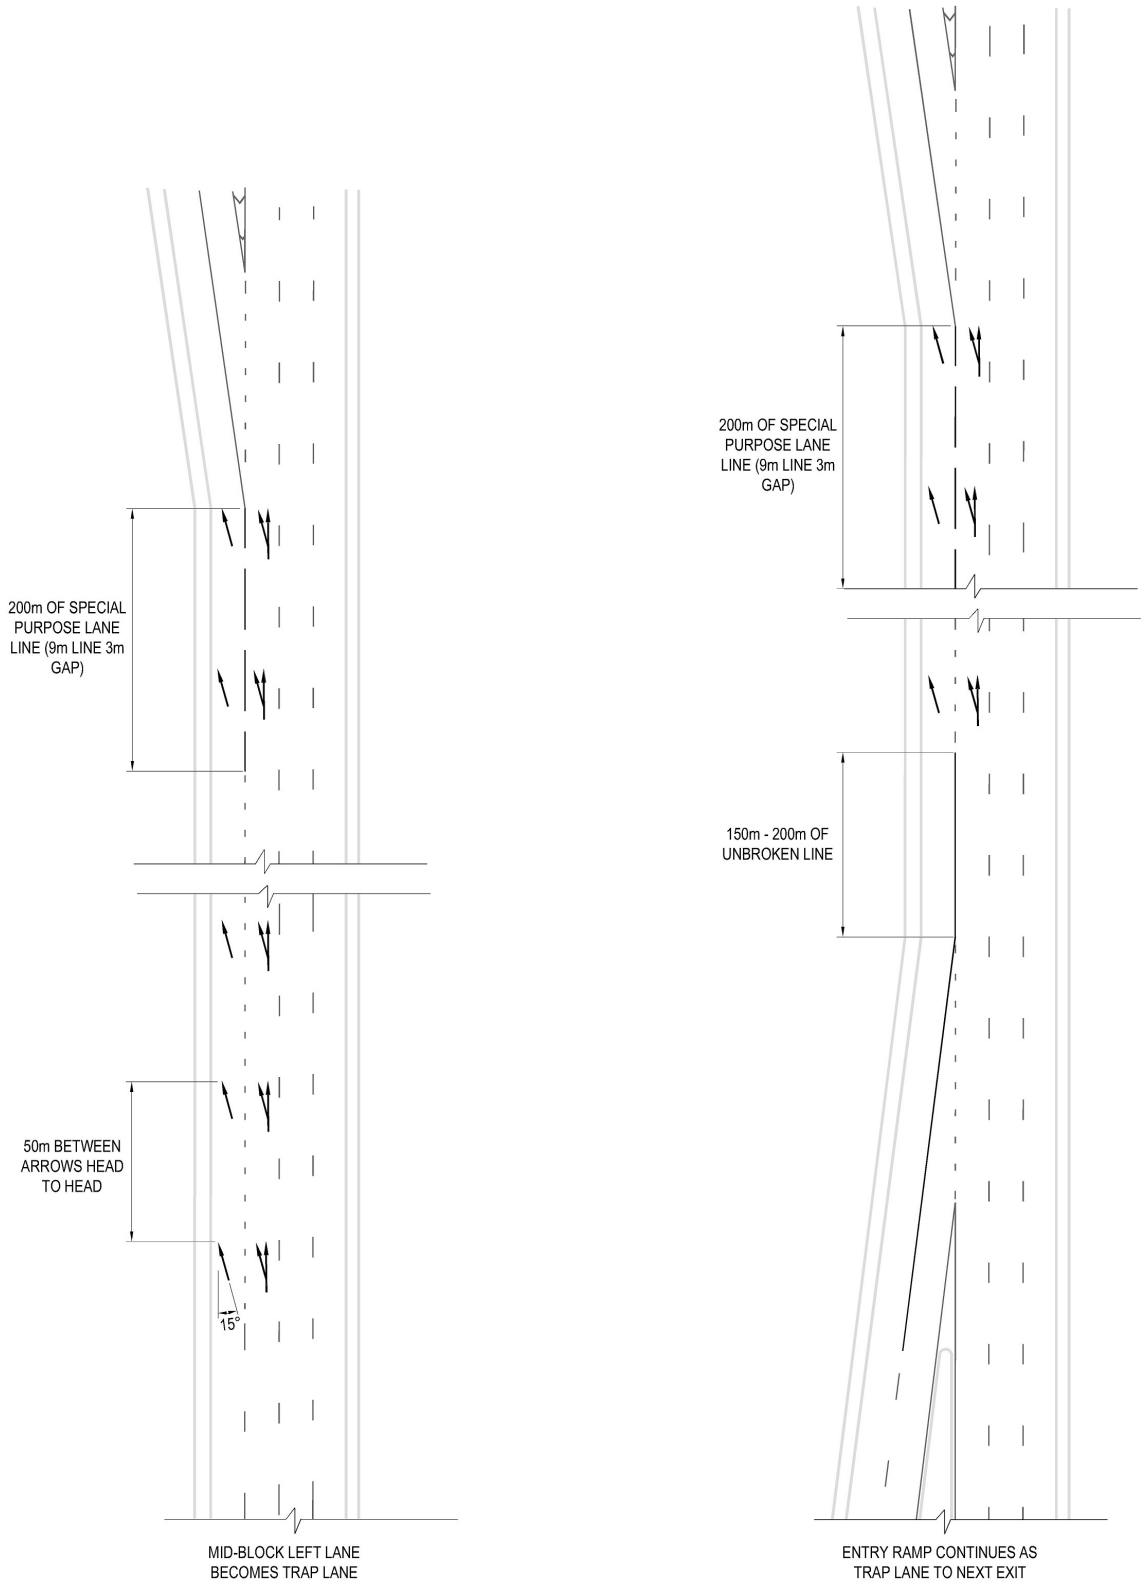 200m OF SPECIAL
PURPOSE LANE
LINE (9m LINE 3m
GAP)
50m BETWEEN
ARROWS HEAD
TO HEAD
15°
MID-BLOCK LEFT LANE
BECOMES TRAP LANE
200m OF SPECIAL
PURPOSE LANE
LINE (9m LINE 3m
GAP)
150m - 200m OF
UNBROKEN LINE
ENTRY RAMP CONTINUES AS
TRAP LANE TO NEXT EXIT